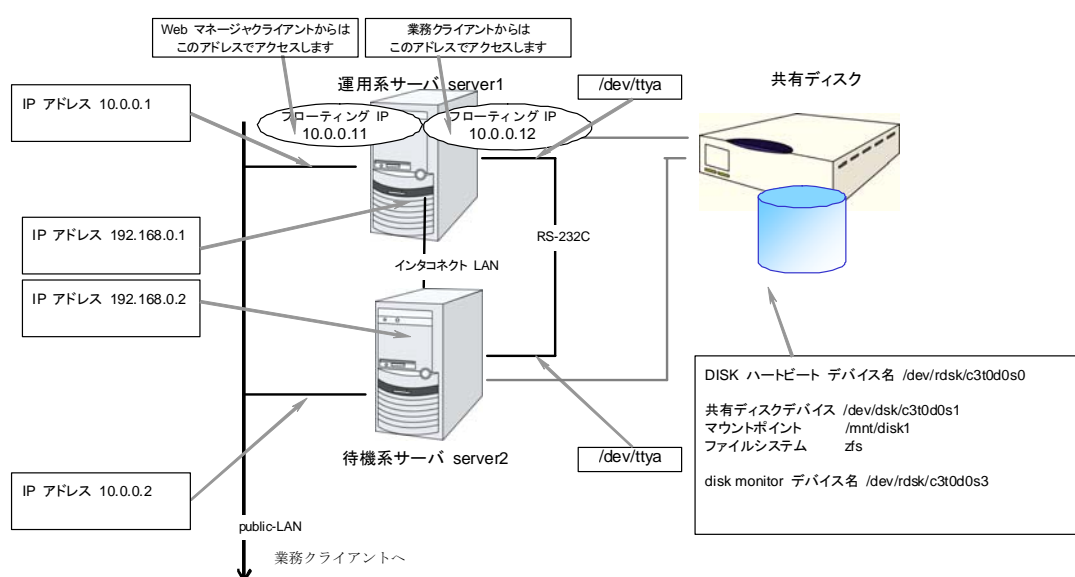 Web マネージャクライアントからは
このアドレスでアクセスします
業務クライアントからは
このアドレスでアクセスします
運用系サーバ server1
/dev/ttya
共有ディスク
IP アドレス 10.0.0.1
フローティング IP
10.0.0.11
フローティング IP
10.0.0.12
IP アドレス 192.168.0.1
RS-232C
インタコネクト LAN
IP アドレス 192.168.0.2
DISK ハートビート デバイス名 /dev/rdsk/c3t0d0s0
共有ディスクデバイス /dev/dsk/c3t0d0s1
マウントポイント /mnt/disk1
ファイルシステム zfs
disk monitor デバイス名 /dev/rdsk/c3t0d0s3
待機系サーバ server2
/dev/ttya
IP アドレス 10.0.0.2
public-LAN
業務クライアントへ